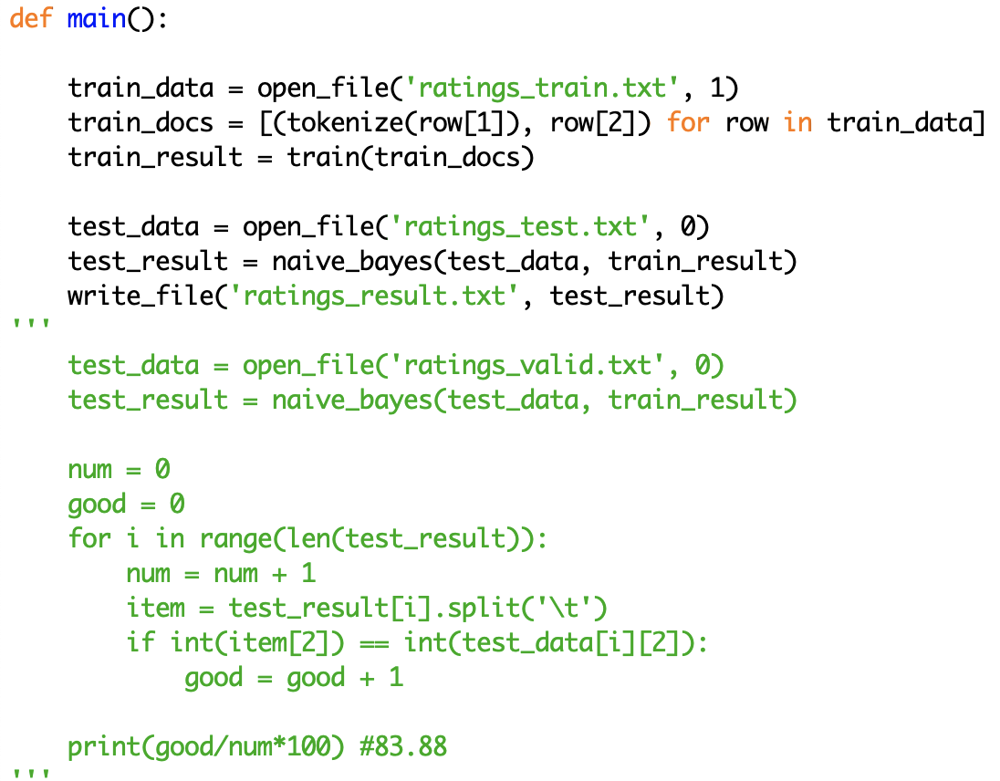 def main():
    train_data = open_file('ratings_train.txt', 1)
    train_docs = [(tokenize(row[1]), row[2]) for row in train_data]
    train_result = train(train_docs)
    test_data = open_file('ratings_test.txt', 0)
    test_result = naive_bayes(test_data, train_result)
    write_file('ratings_result.txt', test_result)
'''
    test_data = open_file('ratings_valid.txt', 0)
    test_result = naive_bayes(test_data, train_result)
    num = 0
    good = 0
    for i in range(len(test_result)):
        num = num + 1
        item = test_result[i].split('\t')
        if int(item[2]) == int(test_data[i][2]):
            good = good + 1
    print(good/num*100) #83.88
'''